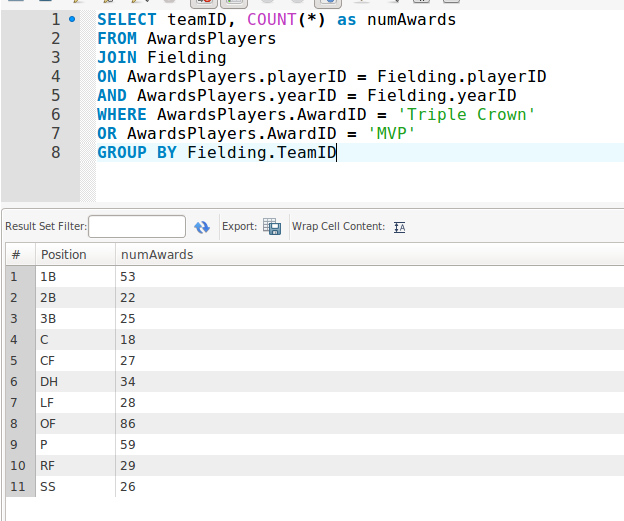 1 SELECT teamID, COUNT(*) as numAwards
2 FROM AwardsPlayers
3 JOIN Fielding
4 ON AwardsPlayers.playerID = Fielding.playerID
5 AND AwardsPlayers.yearID = Fielding.yearID
6 WHERE AwardsPlayers.AwardID = 'Triple Crown'
7 OR AwardsPlayers.AwardID = 'MVP'
8 GROUP BY Fielding.TeamID
Result Set Filter: Export: Wrap Cell Content: IA
# Position numAwards
1 1B 53
2 2B 22
3 3B 25
4 C 18
5 CF 27
6 DH 34
7 LF 28
8 OF 86
9 P 59
10 RF 29
11 SS 26